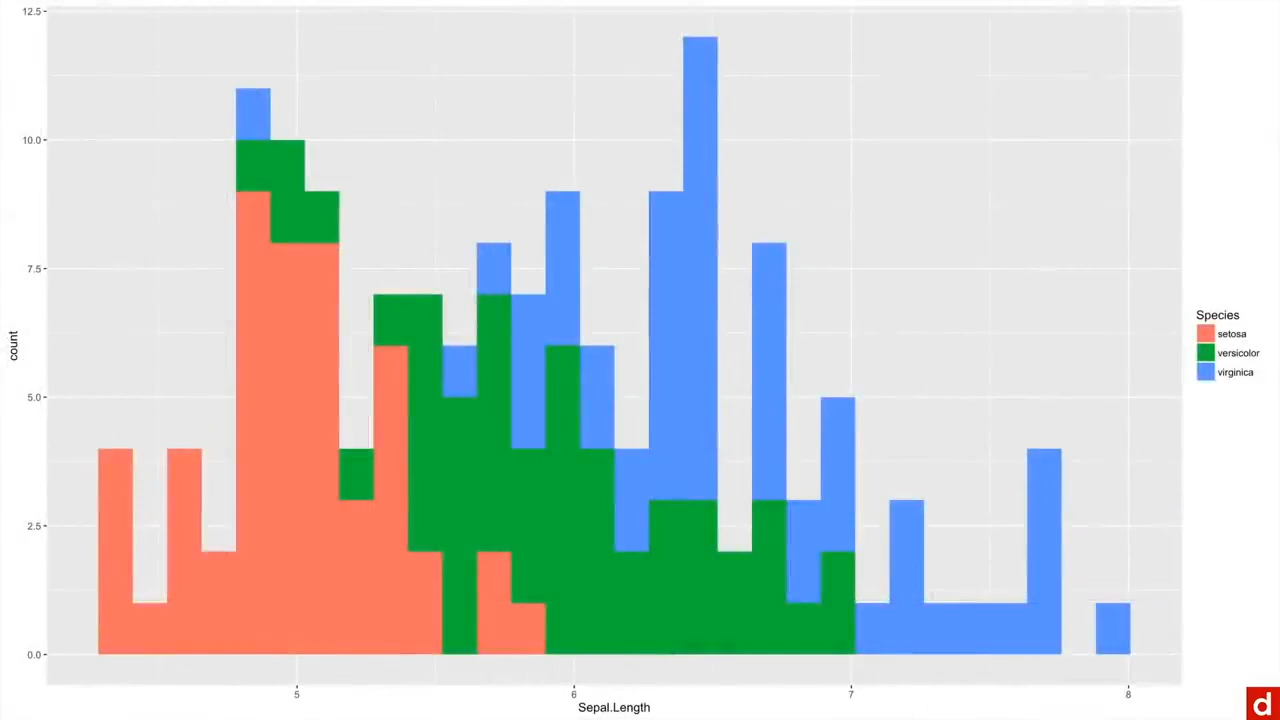 12.5
10.0
7.5
5.0
2.5
0.0
count
5
6
7
8
Sepal.Length
Species
setosa
versicolor
virginica
d